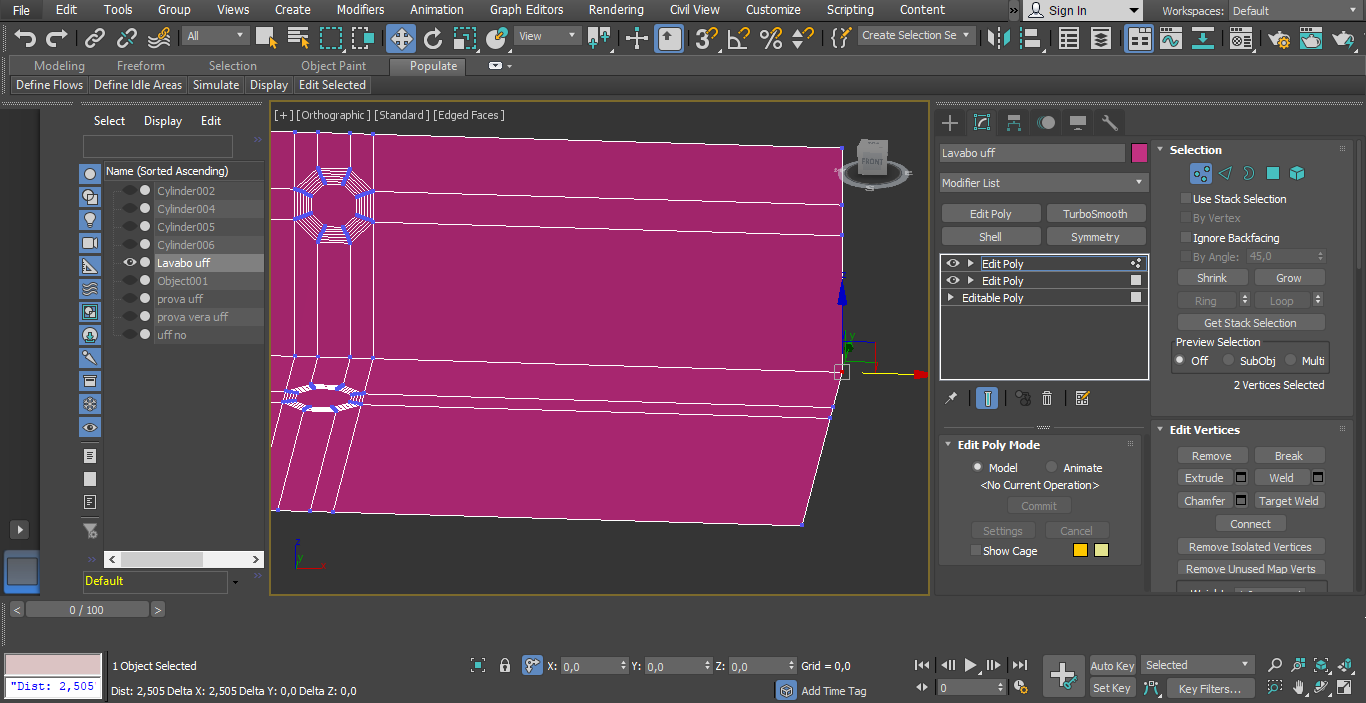 File Edit Tools Group Views Create Modifiers Animation Graph Editors Rendering Civil View Customize Scripting Content » Sign In Workspaces: Default
All View 3 Create Selection Se
Modeling Freeform Selection Object Paint Populate
Define Flows Define Idle Areas Simulate Display Edit Selected
Select Display Edit
Name (Sorted Ascending)
Cylinder002
Cylinder004
Cylinder005
Cylinder006
Lavabo uff
Object001
prova uff
prova vera uff
uff no
Default
[+] [Orthographic] [Standard] [Edged Faces]
FRONT
S
z
y
z
y
Lavabo uff
Modifier List
Edit Poly TurboSmooth
Shell Symmetry
Edit Poly
Edit Poly
Editable Poly
Edit Poly Mode
Model Animate
<No Current Operation>
Commit
Settings Cancel
Show Cage
Selection
Use Stack Selection
By Vertex
Ignore Backfacing
By Angle: 45,0
Shrink Grow
Ring Loop
Get Stack Selection
Preview Selection
Off SubObj Multi
2 Vertices Selected
Edit Vertices
Remove Break
Extrude Weld
Chamfer Target Weld
Connect
Remove Isolated Vertices
Remove Unused Map Verts
< 0 / 100 >
1 Object Selected X: 0,0 Y: 0,0 Z: 0,0 Grid = 0,0 Auto Key Selected
"Dist: 2,505" Dist: 2,505 Delta X: 2,505 Delta Y: 0,0 Delta Z: 0,0 Add Time Tag 0 Set Key Key Filters...